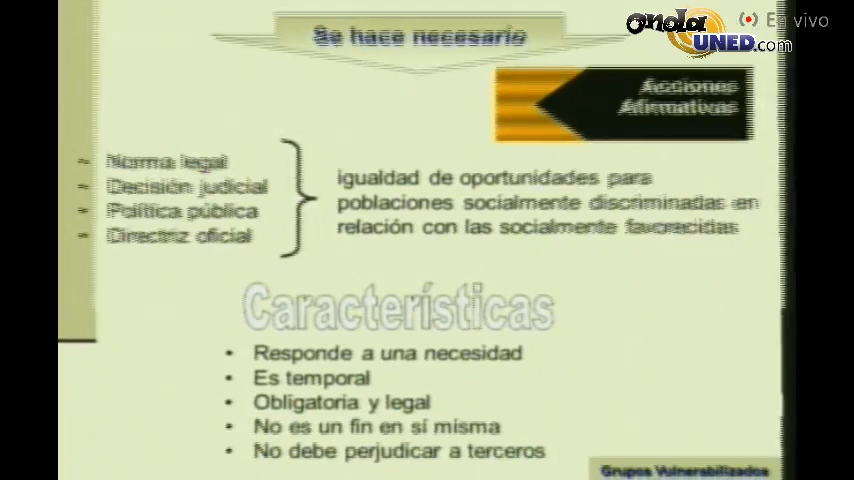 onda UNED.com
En vivo
Se hace necesario
Acciones
Afirmativas
~ Norma legal
~ Decisión judicial
~ Política pública
~ Directriz oficial
igualdad de oportunidades para
poblaciones socialmente discriminadas en
relación con las socialmente favorecidas
Características
• Responde a una necesidad
• Es temporal
• Obligatoria y legal
• No es un fin en sí misma
• No debe perjudicar a terceros
Grupos Vulnerabilizados